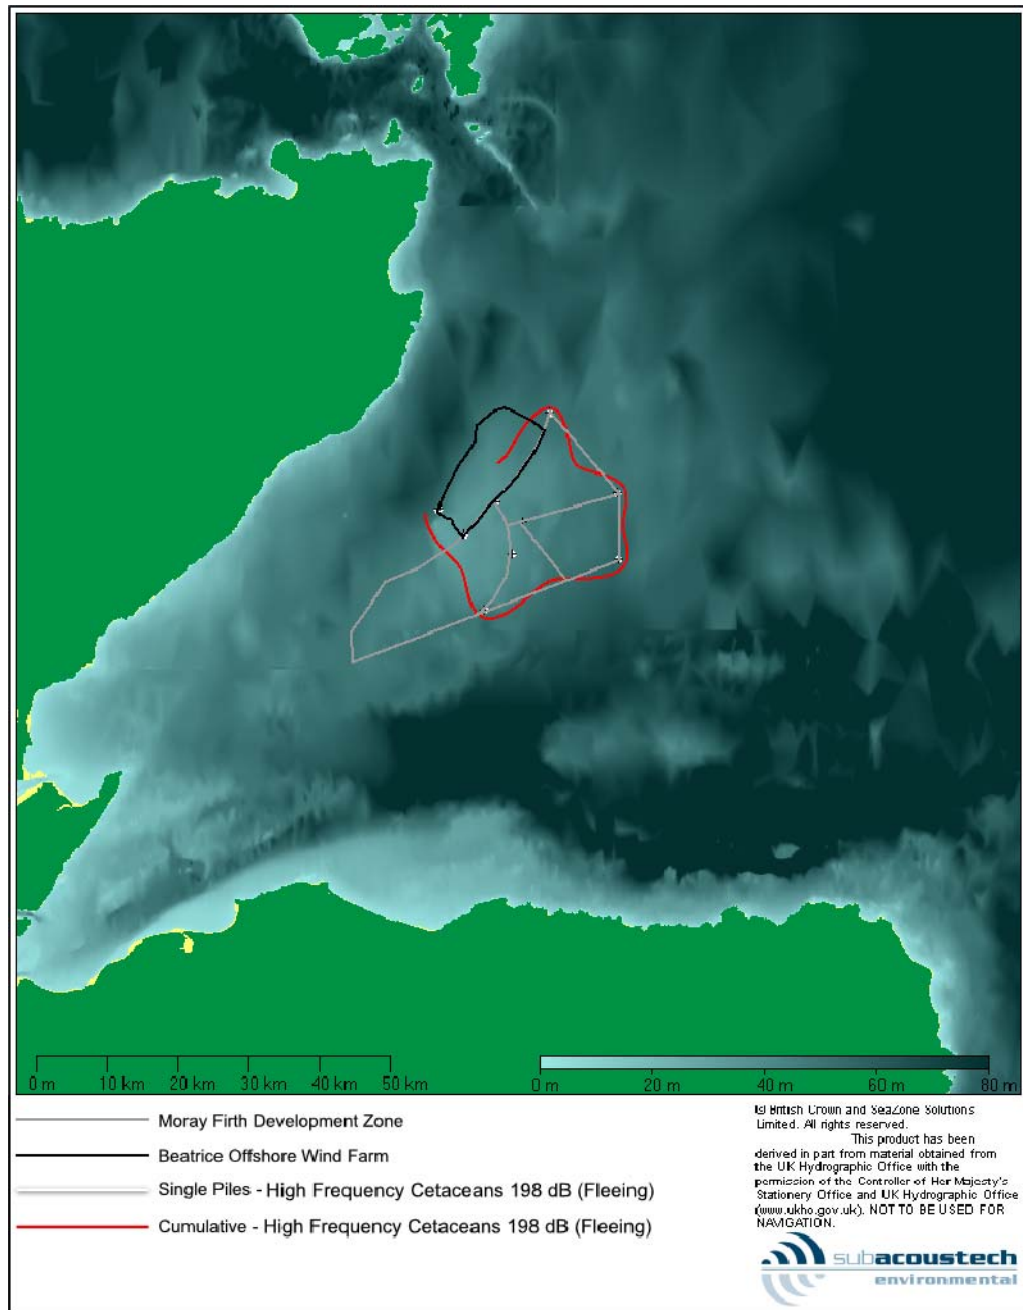 0 m 10 km 20 km 30 km 40 km 50 km
0 m 20 m 40 m 60 m 80 m
Moray Firth Development Zone
Beatrice Offshore Wind Farm
Single Piles - High Frequency Cetaceans 198 dB (Fleeing)
Cumulative - High Frequency Cetaceans 198 dB (Fleeing)
(c) British Crown and SeaZone Solutions
Limited. All rights reserved.
This product has been
derived in part from material obtained from
the UK Hydrographic Office with the
permission of the Controller of Her Majesty's
Stationery Office and UK Hydrographic Office
(www.ukho.gov.uk). NOT TO BE USED FOR
NAVIGATION.
subacoustech
environmental